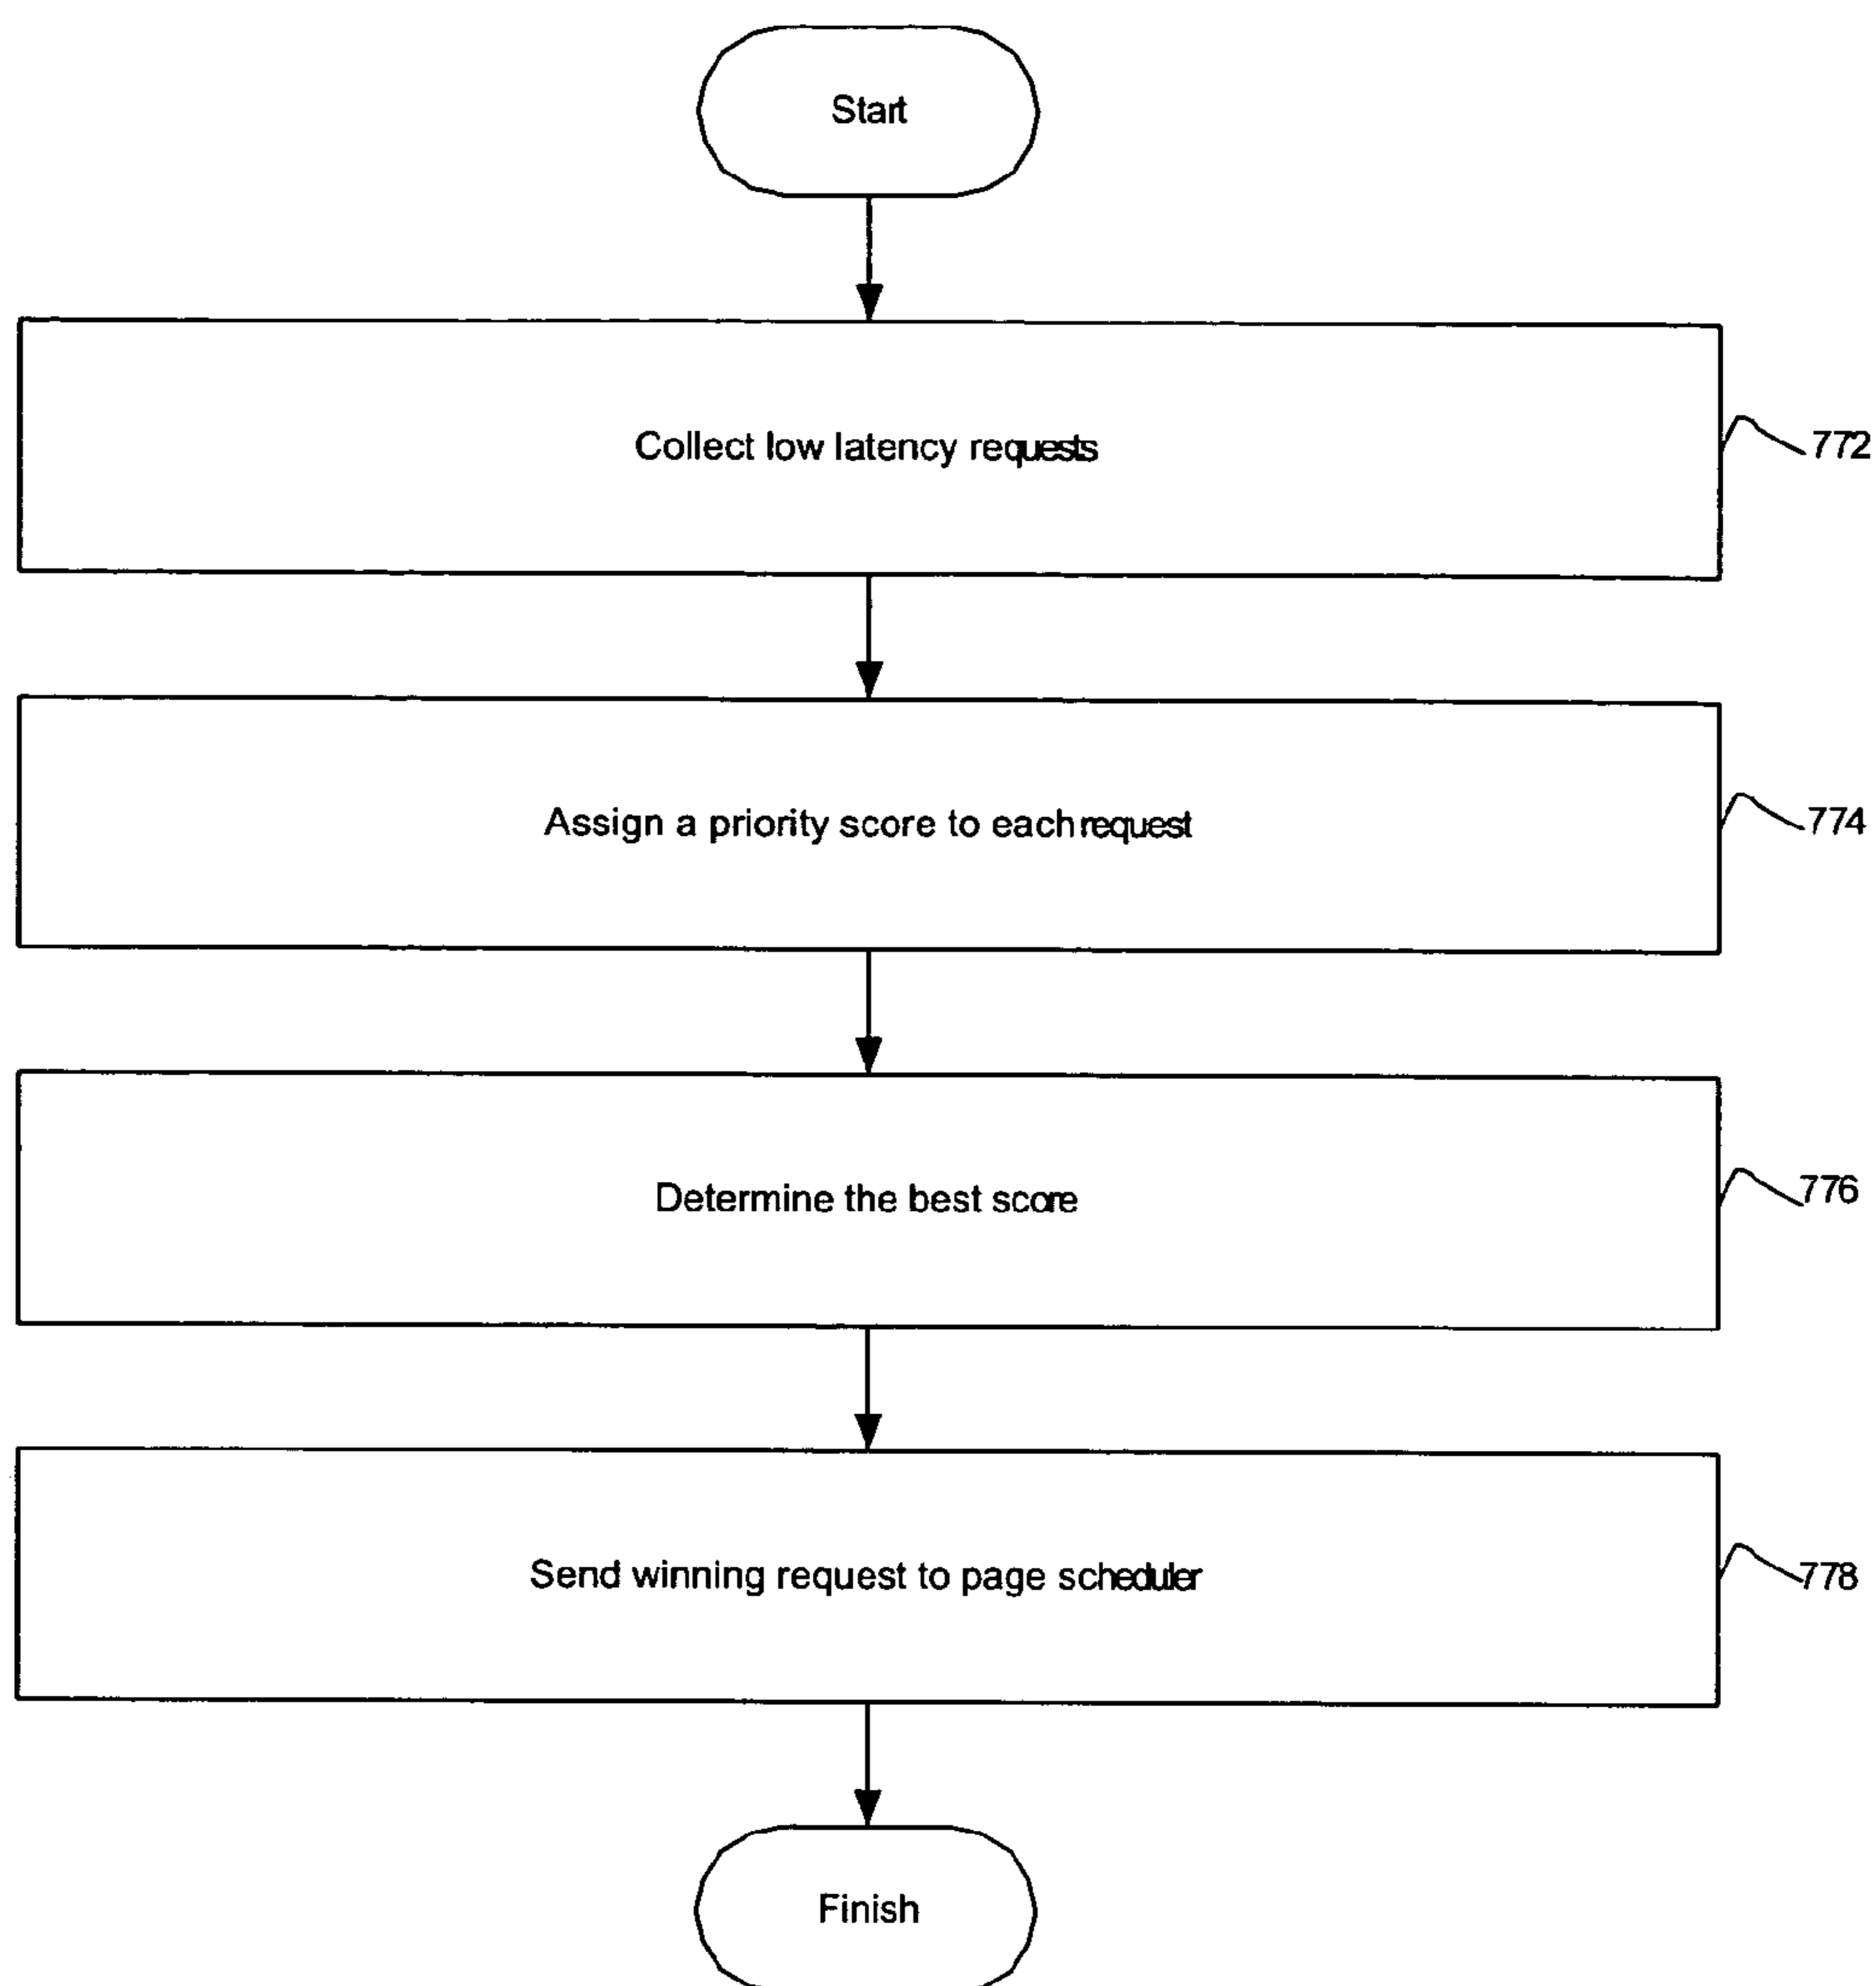 Start
Collect low latency requests
772
Assign a priority score to each request
774
Determine the best score
776
Send winning request to page scheduler
778
Finish